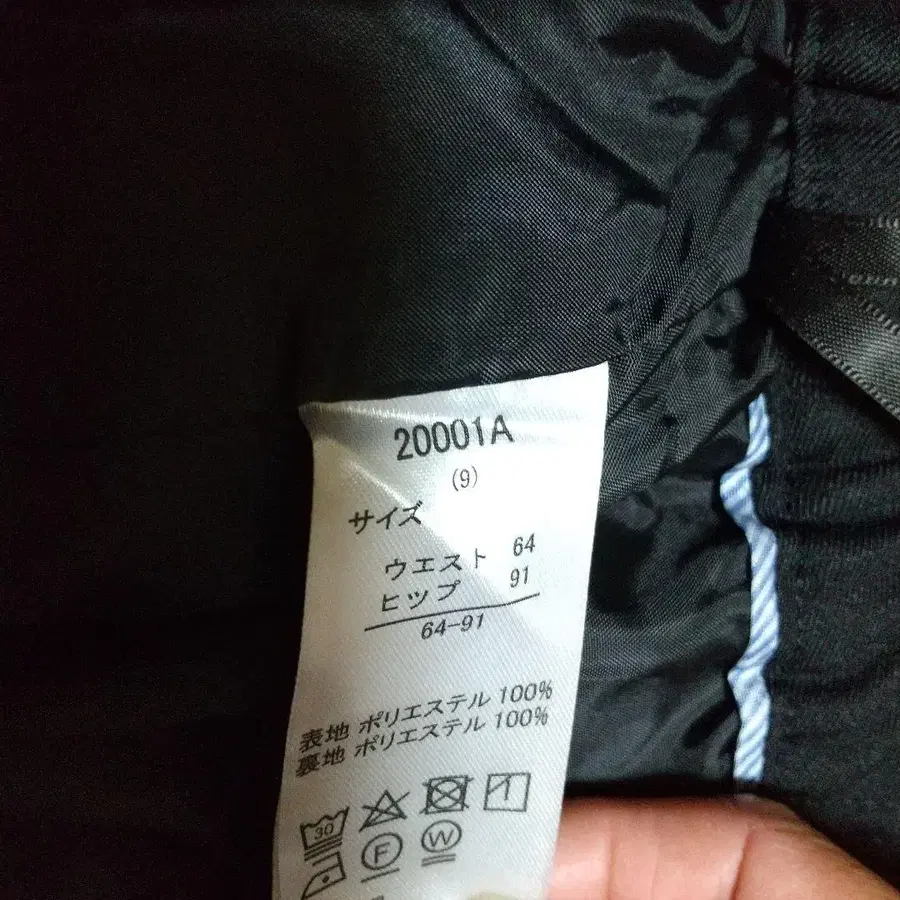 20001A
(9)
サイズ
ウエスト 64
ヒップ 91
64-91
表地 ポリエステル 100%
裏地 ポリエステル 100%
30
F W